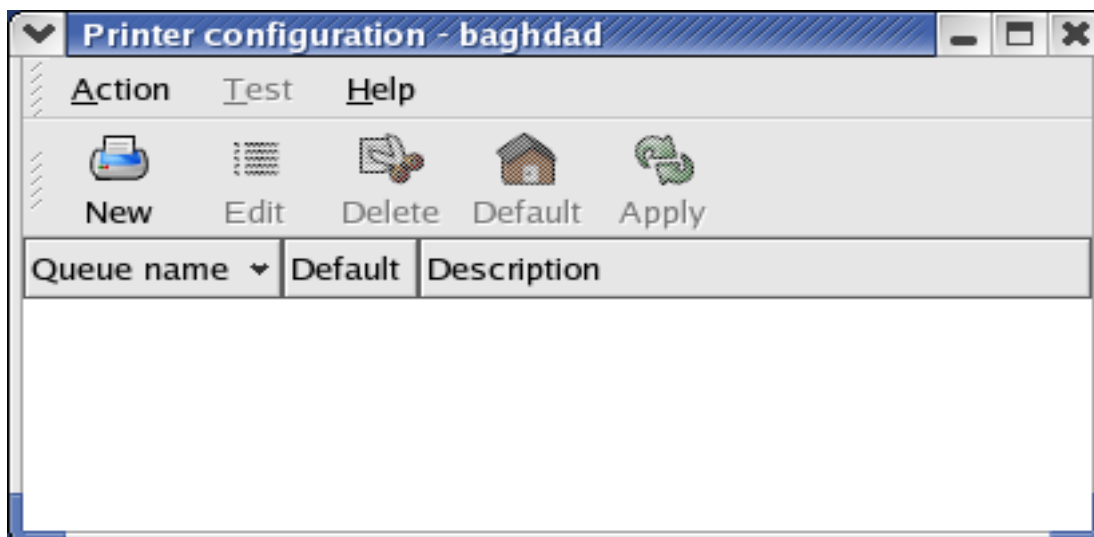 Printer configuration - baghdad
Action Test Help
New Edit Delete Default Apply
Queue name Default Description